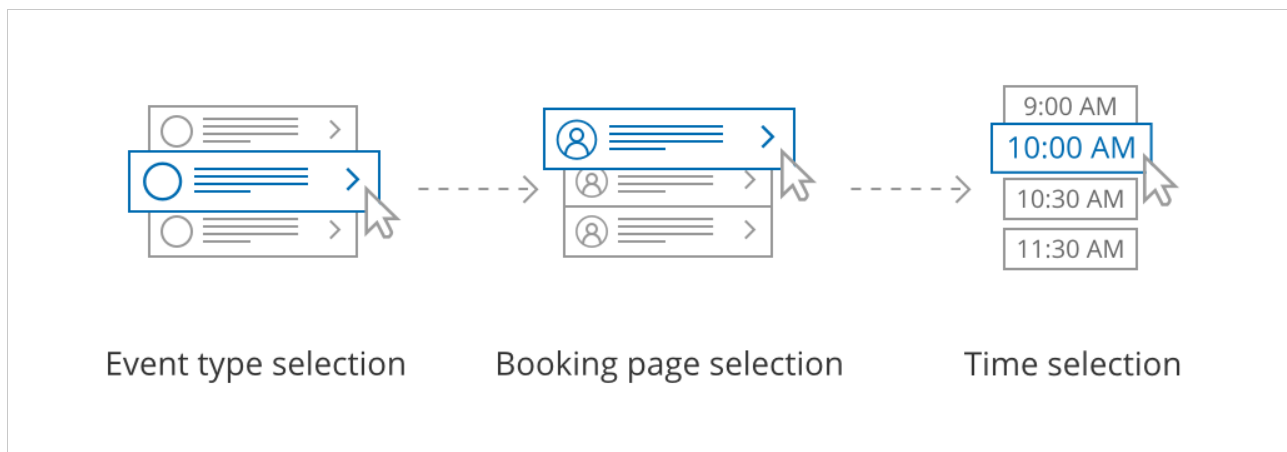 9:00 AM
10:00 AM
10:30 AM
11:30 AM
Event type selection
Booking page selection
Time selection